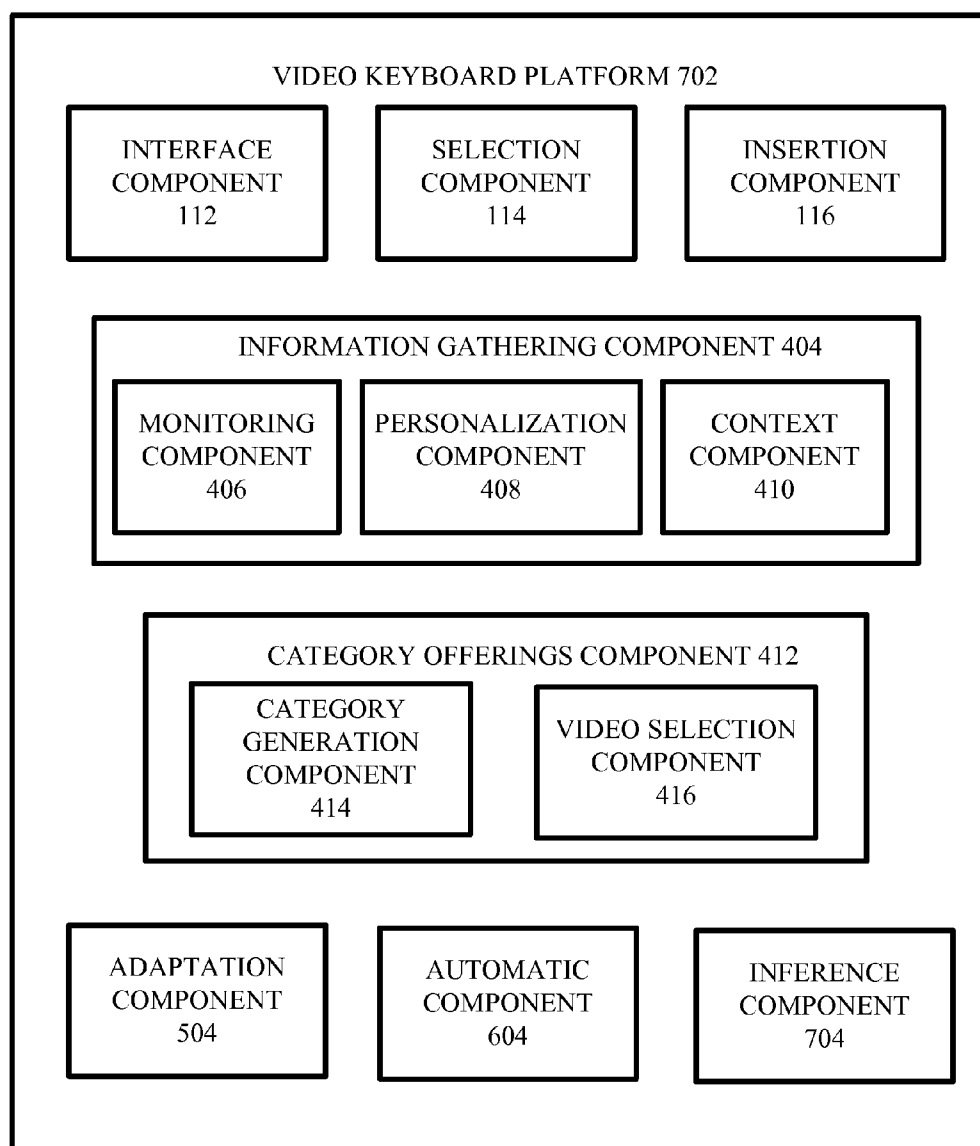 VIDEO KEYBOARD PLATFORM 702
INTERFACE
COMPONENT
112
SELECTION
COMPONENT
114
INSERTION
COMPONENT
116
INFORMATION GATHERING COMPONENT 404
MONITORING
COMPONENT
406
PERSONALIZATION
COMPONENT
408
CONTEXT
COMPONENT
410
CATEGORY OFFERINGS COMPONENT 412
CATEGORY
GENERATION
COMPONENT
414
VIDEO SELECTION
COMPONENT
416
ADAPTATION
COMPONENT
504
AUTOMATIC
COMPONENT
604
INFERENCE
COMPONENT
704